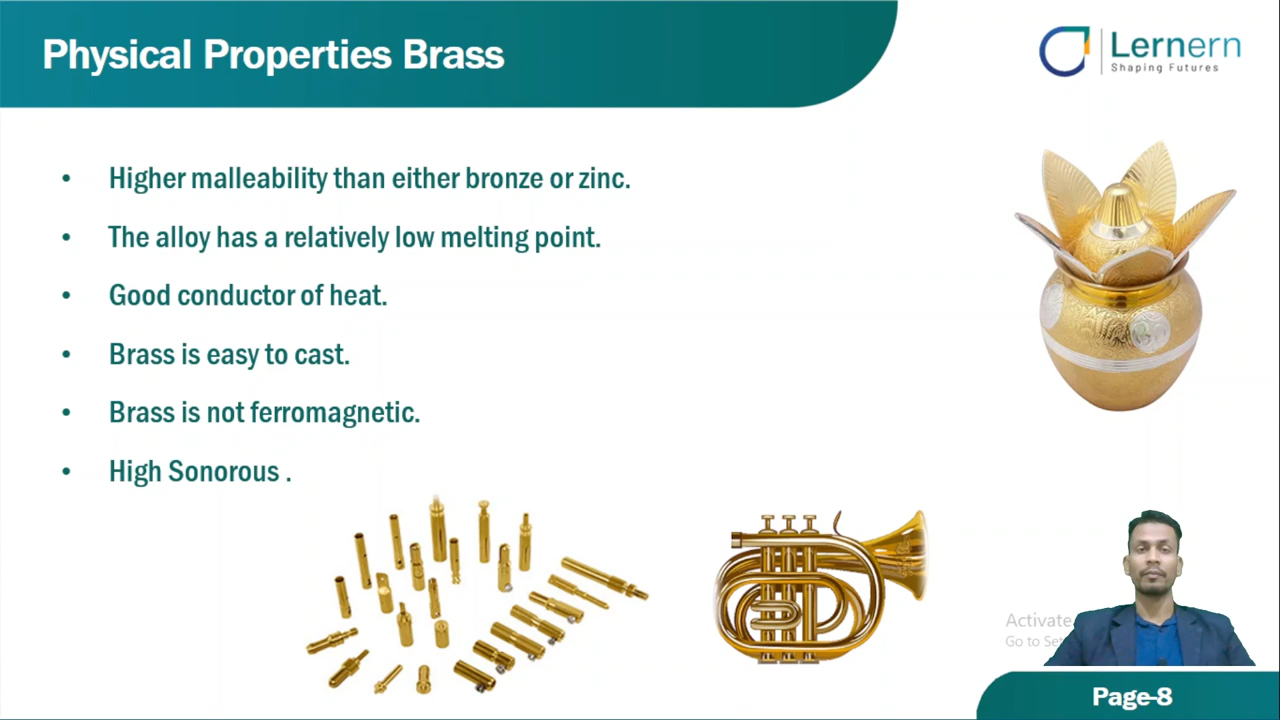 Physical Properties Brass
Lernern
Shaping Futures
• Higher malleability than either bronze or zinc.
• The alloy has a relatively low melting point.
• Good conductor of heat.
• Brass is easy to cast.
• Brass is not ferromagnetic.
• High Sonorous .
Activate
Go to Set
Page-8